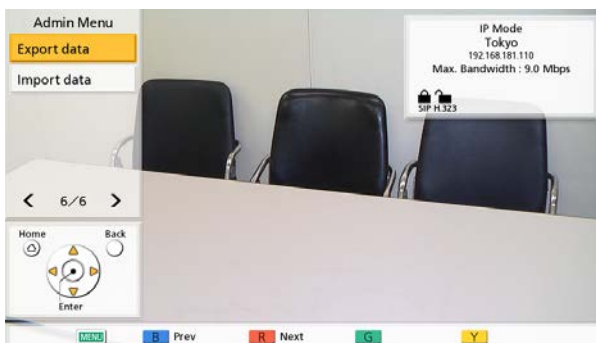 Admin Menu
Export data
Import data
< 6/6 >
Home
Back
Enter
IP Mode
Tokyo
192.168.181.110
Max. Bandwidth : 9.0 Mbps
SIP H.323
MENU B Prev R Next G Y